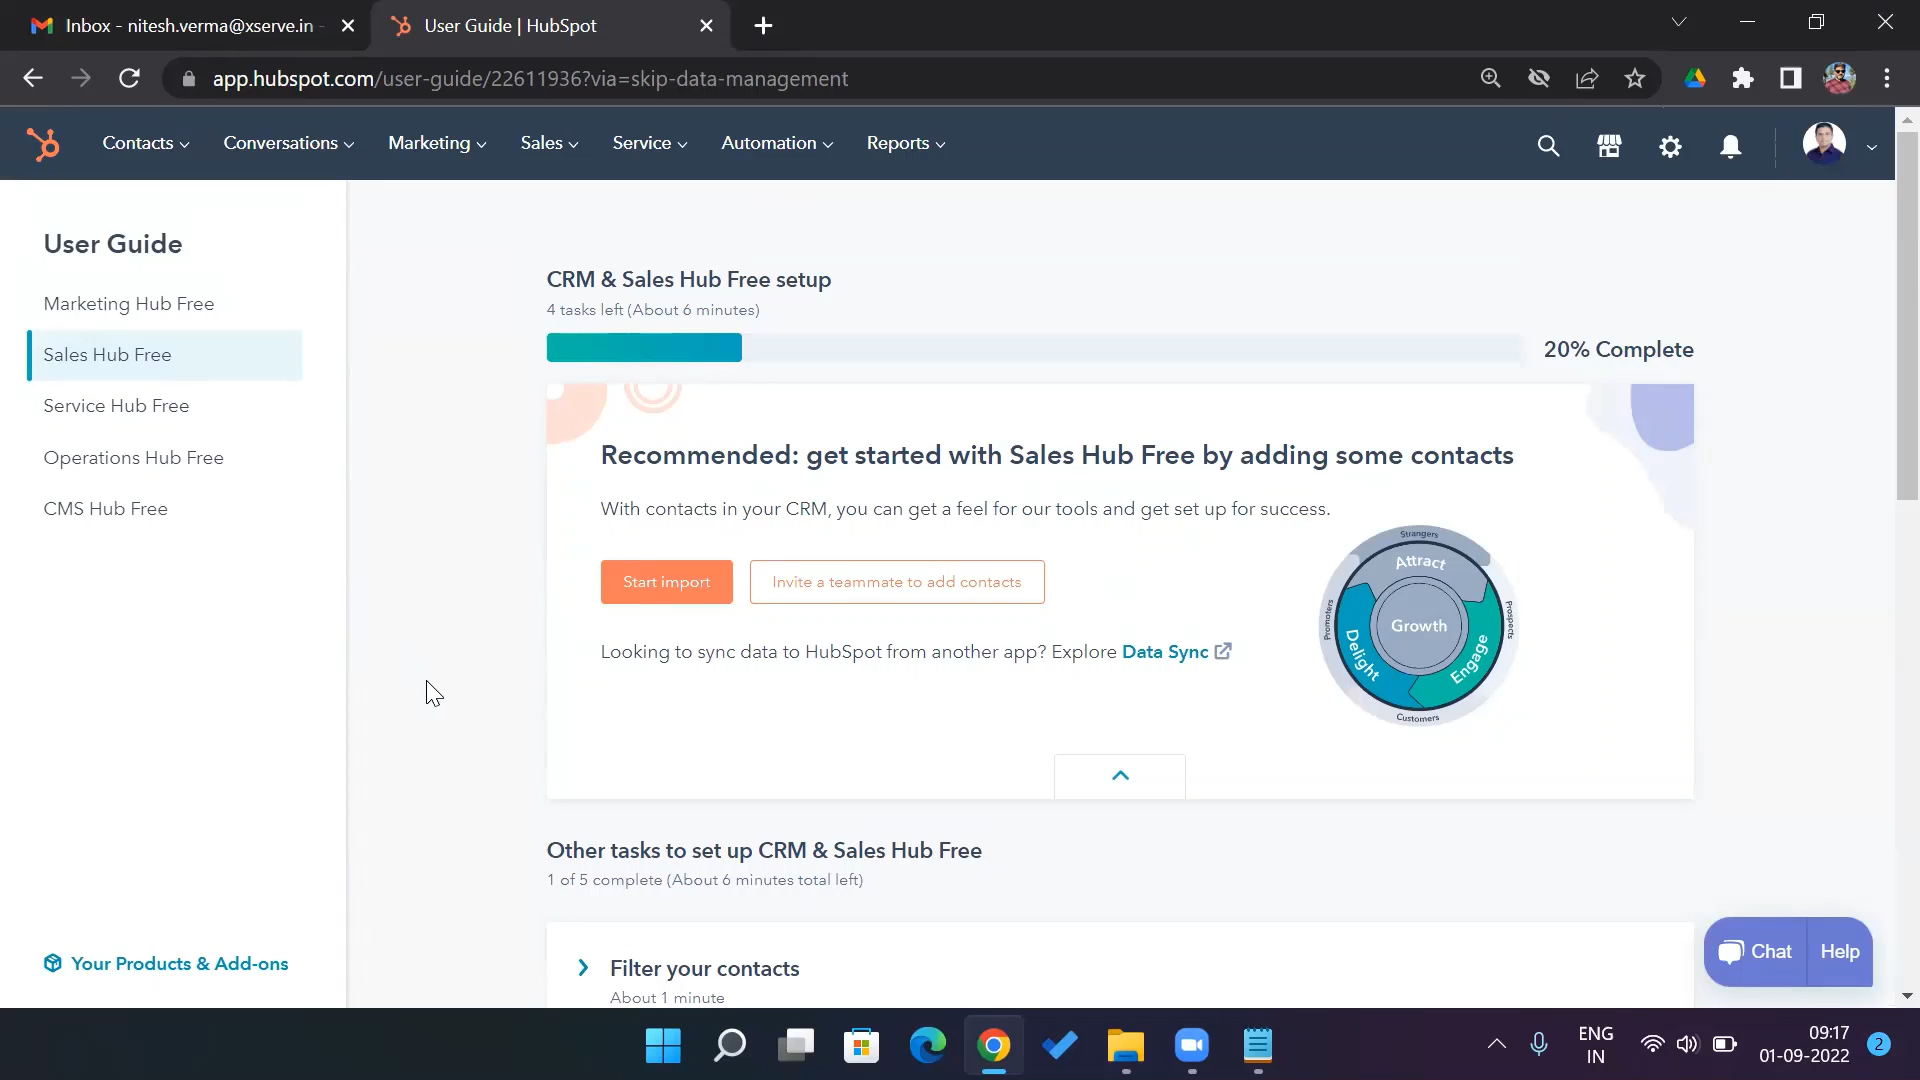 Inbox - nitesh.verma@xserve.in -
User Guide | HubSpot
app.hubspot.com/user-guide/22611936?via=skip-data-management
Contacts
Conversations
Marketing
Sales
Service
Automation
Reports
User Guide
Marketing Hub Free
Sales Hub Free
Service Hub Free
Operations Hub Free
CMS Hub Free
Your Products & Add-ons
CRM & Sales Hub Free setup
4 tasks left (About 6 minutes)
20% Complete
Recommended: get started with Sales Hub Free by adding some contacts
With contacts in your CRM, you can get a feel for our tools and get set up for success.
Start import
Invite a teammate to add contacts
Looking to sync data to HubSpot from another app? Explore Data Sync
Strangers
Attract
Prospects
Engage
Customers
Delight
Promoters
Growth
Other tasks to set up CRM & Sales Hub Free
1 of 5 complete (About 6 minutes total left)
Filter your contacts
About 1 minute
Chat
Help
ENG
IN
09:17
01-09-2022
2